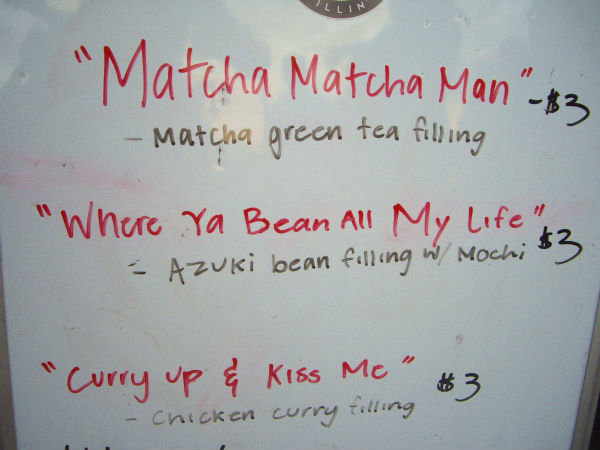 ILLIN
"Matcha Matcha Man" -$3
- Matcha green tea filling
"Where Ya Bean All My Life" $3
- Azuki bean filling w/ Mochi
"Curry up & Kiss Me" $3
- Chicken curry filling